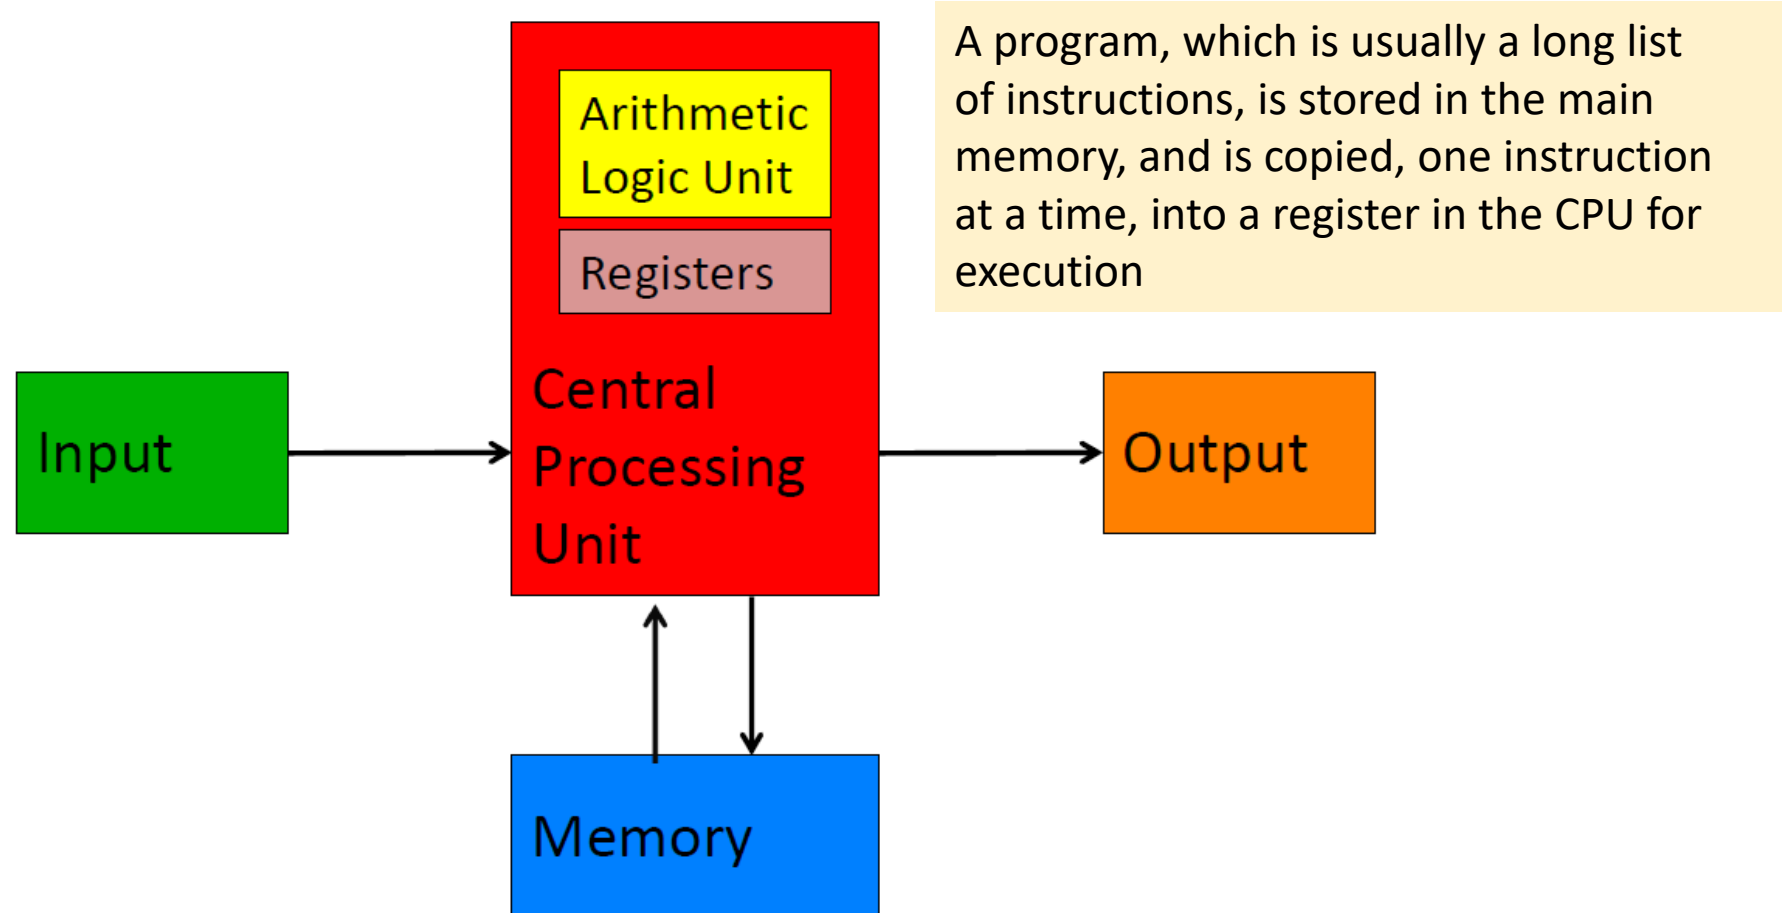 Arithmetic
Logic Unit
Registers
Central
Processing
Unit
A program, which is usually a long list
of instructions, is stored in the main
memory, and is copied, one instruction
at a time, into a register in the CPU for
execution
Input
Output
Memory